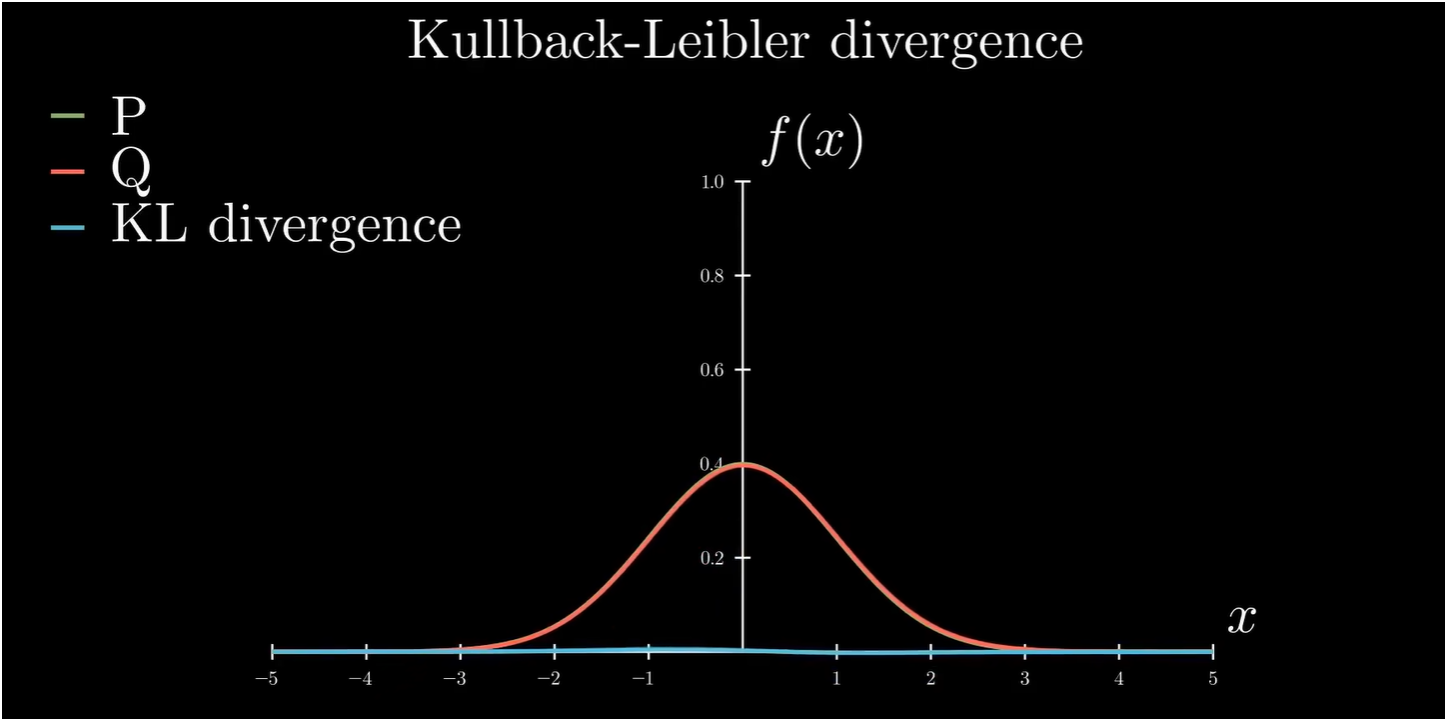 Kullback-Leibler divergence
P
Q
KL divergence
f(x)
1.0
0.8
0.6
0.4
0.2
x
−5 −4 −3 −2 −1 1 2 3 4 5